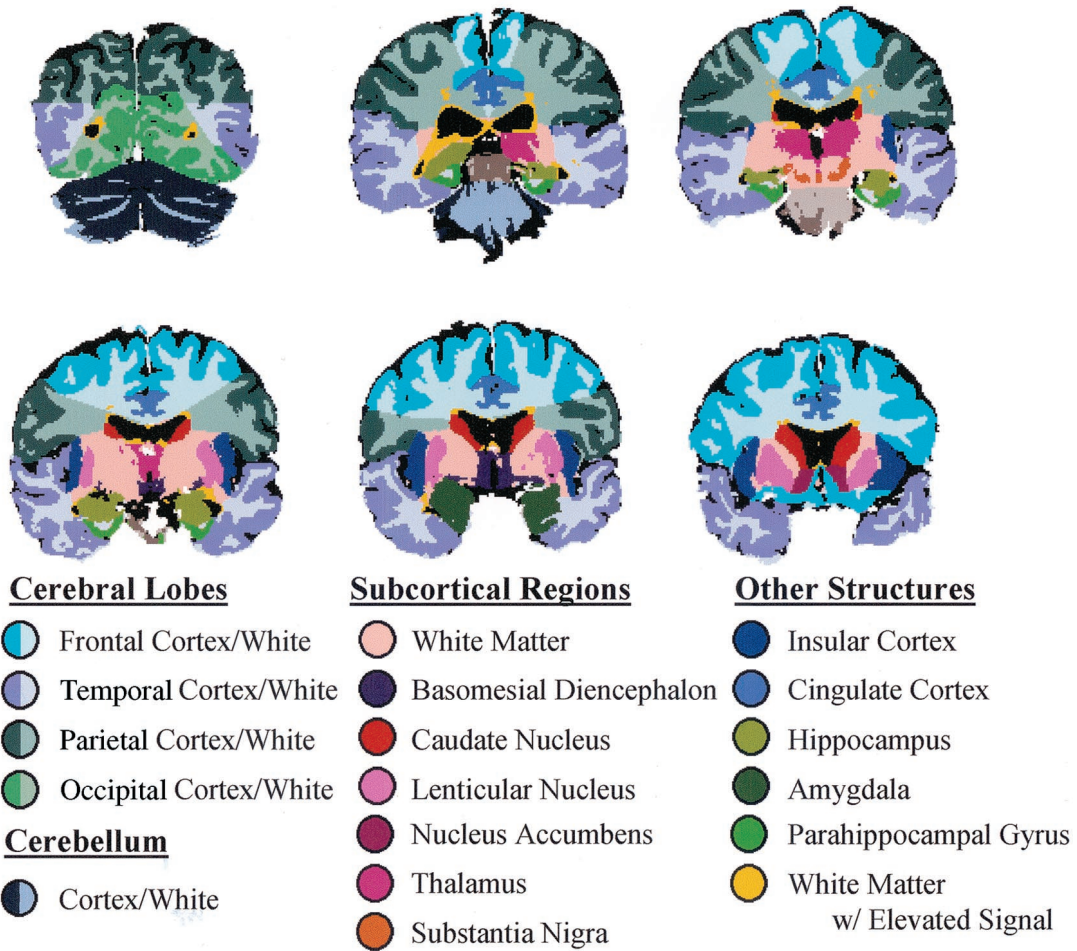 Cerebral Lobes
Frontal Cortex/White
Temporal Cortex/White
Parietal Cortex/White
Occipital Cortex/White
Cerebellum
Cortex/White
Subcortical Regions
White Matter
Basomesial Diencephalon
Caudate Nucleus
Lenticular Nucleus
Nucleus Accumbens
Thalamus
Substantia Nigra
Other Structures
Insular Cortex
Cingulate Cortex
Hippocampus
Amygdala
Parahippocampal Gyrus
White Matter
w/ Elevated Signal